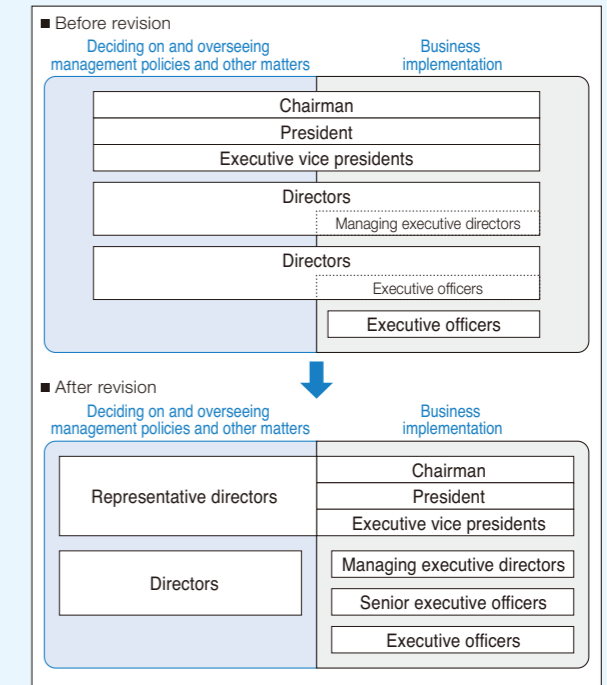 ■ Before revision
Deciding on and overseeing
management policies and other matters
Business
implementation
Chairman
President
Executive vice presidents
Directors
Managing executive directors
Directors
Executive officers
Executive officers
■ After revision
Deciding on and overseeing
management policies and other matters
Business
implementation
Representative directors
Chairman
President
Executive vice presidents
Directors
Managing executive directors
Senior executive officers
Executive officers